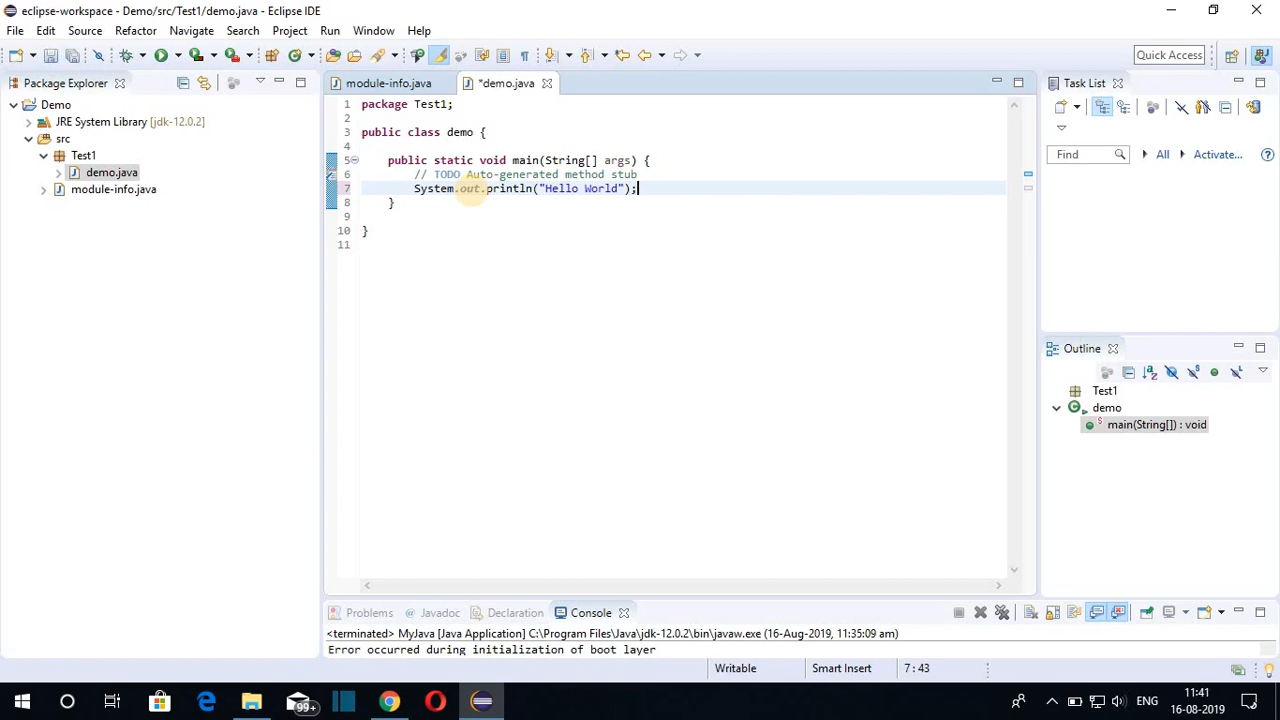 eclipse-workspace - Demo/src/Test1/demo.java - Eclipse IDE
File Edit Source Refactor Navigate Search Project Run Window Help
Quick Access
Package Explorer
Demo
JRE System Library [jdk-12.0.2]
src
Test1
demo.java
module-info.java
module-info.java *demo.java
1 package Test1;
2
3 public class demo {
4
5 public static void main(String[] args) {
6 // TODO Auto-generated method stub
7 System.out.println("Hello World");
8 }
9
10 }
11
Task List
Find All Activate...
Outline
Test1
demo
main(String[]) : void
Problems Javadoc Declaration Console
<terminated> MyJava [Java Application] C:\Program Files\Java\jdk-12.0.2\bin\javaw.exe (16-Aug-2019, 11:35:09 am)
Error occurred during initialization of boot layer
Writable Smart Insert 7 : 43
99+
ENG
11:41
16-08-2019